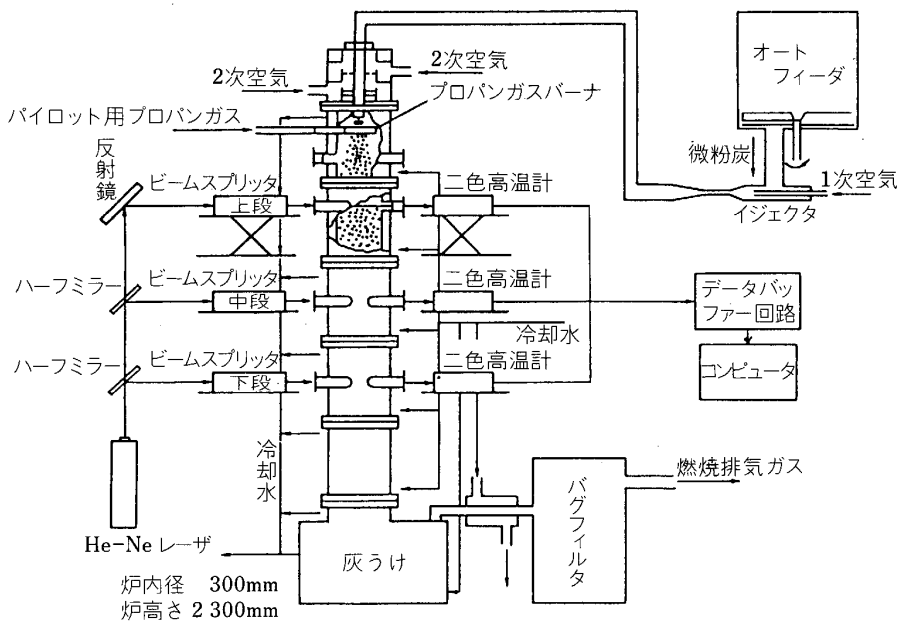 オート
フィーダ
2次空気
2次空気
プロパンガスバーナ
パイロット用プロパンガス
微粉炭
1次空気
イジェクタ
反射鏡
ビームスプリッタ
上段
二色高温計
ハーフミラー
ビームスプリッタ
中段
二色高温計
データバッ
ファー回路
冷却水
コンピュータ
ハーフミラー
ビームスプリッタ
下段
二色高温計
冷却水
He-Neレーザ
灰うけ
バグフィルタ
燃焼排気ガス
炉内径 300mm
炉高さ 2 300mm